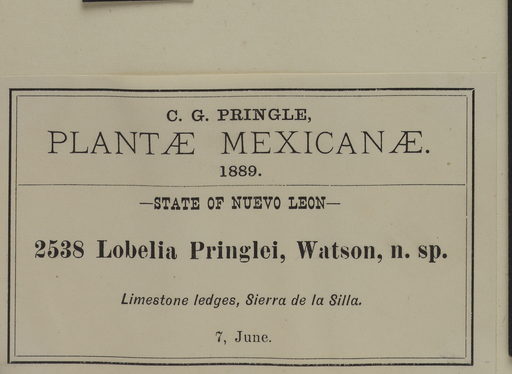 C. G. PRINGLE,
PLANTÆ MEXICANÆ.
1889.
—STATE OF NUEVO LEON—
2538 Lobelia Pringlei, Watson, n. sp.
Limestone ledges, Sierra de la Silla.
7, June.